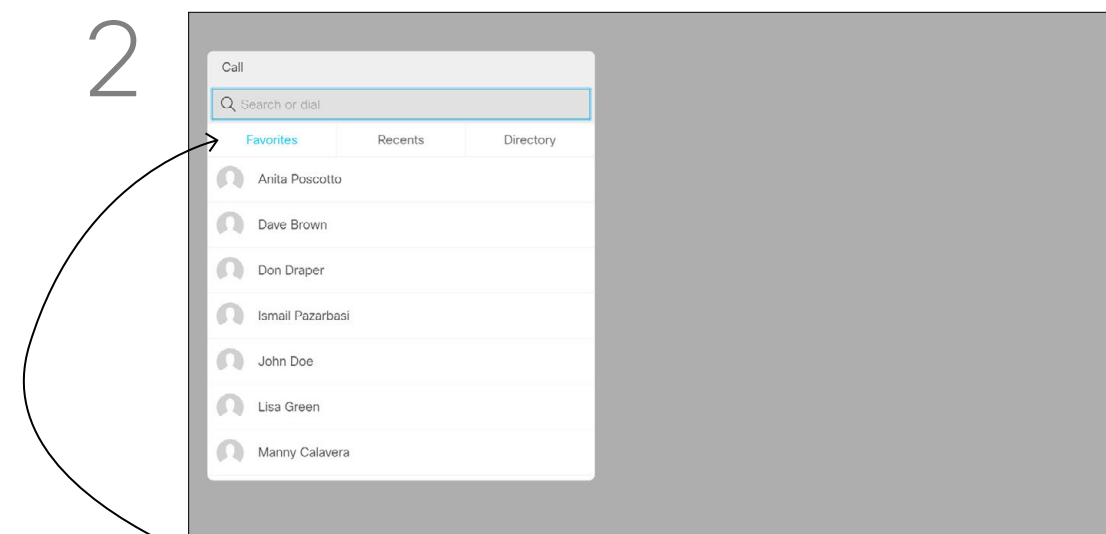 2
Call
Search or dial
Favorites Recents Directory
Anita Poscotto
Dave Brown
Don Draper
Ismail Pazarbasi
John Doe
Lisa Green
Manny Calavera